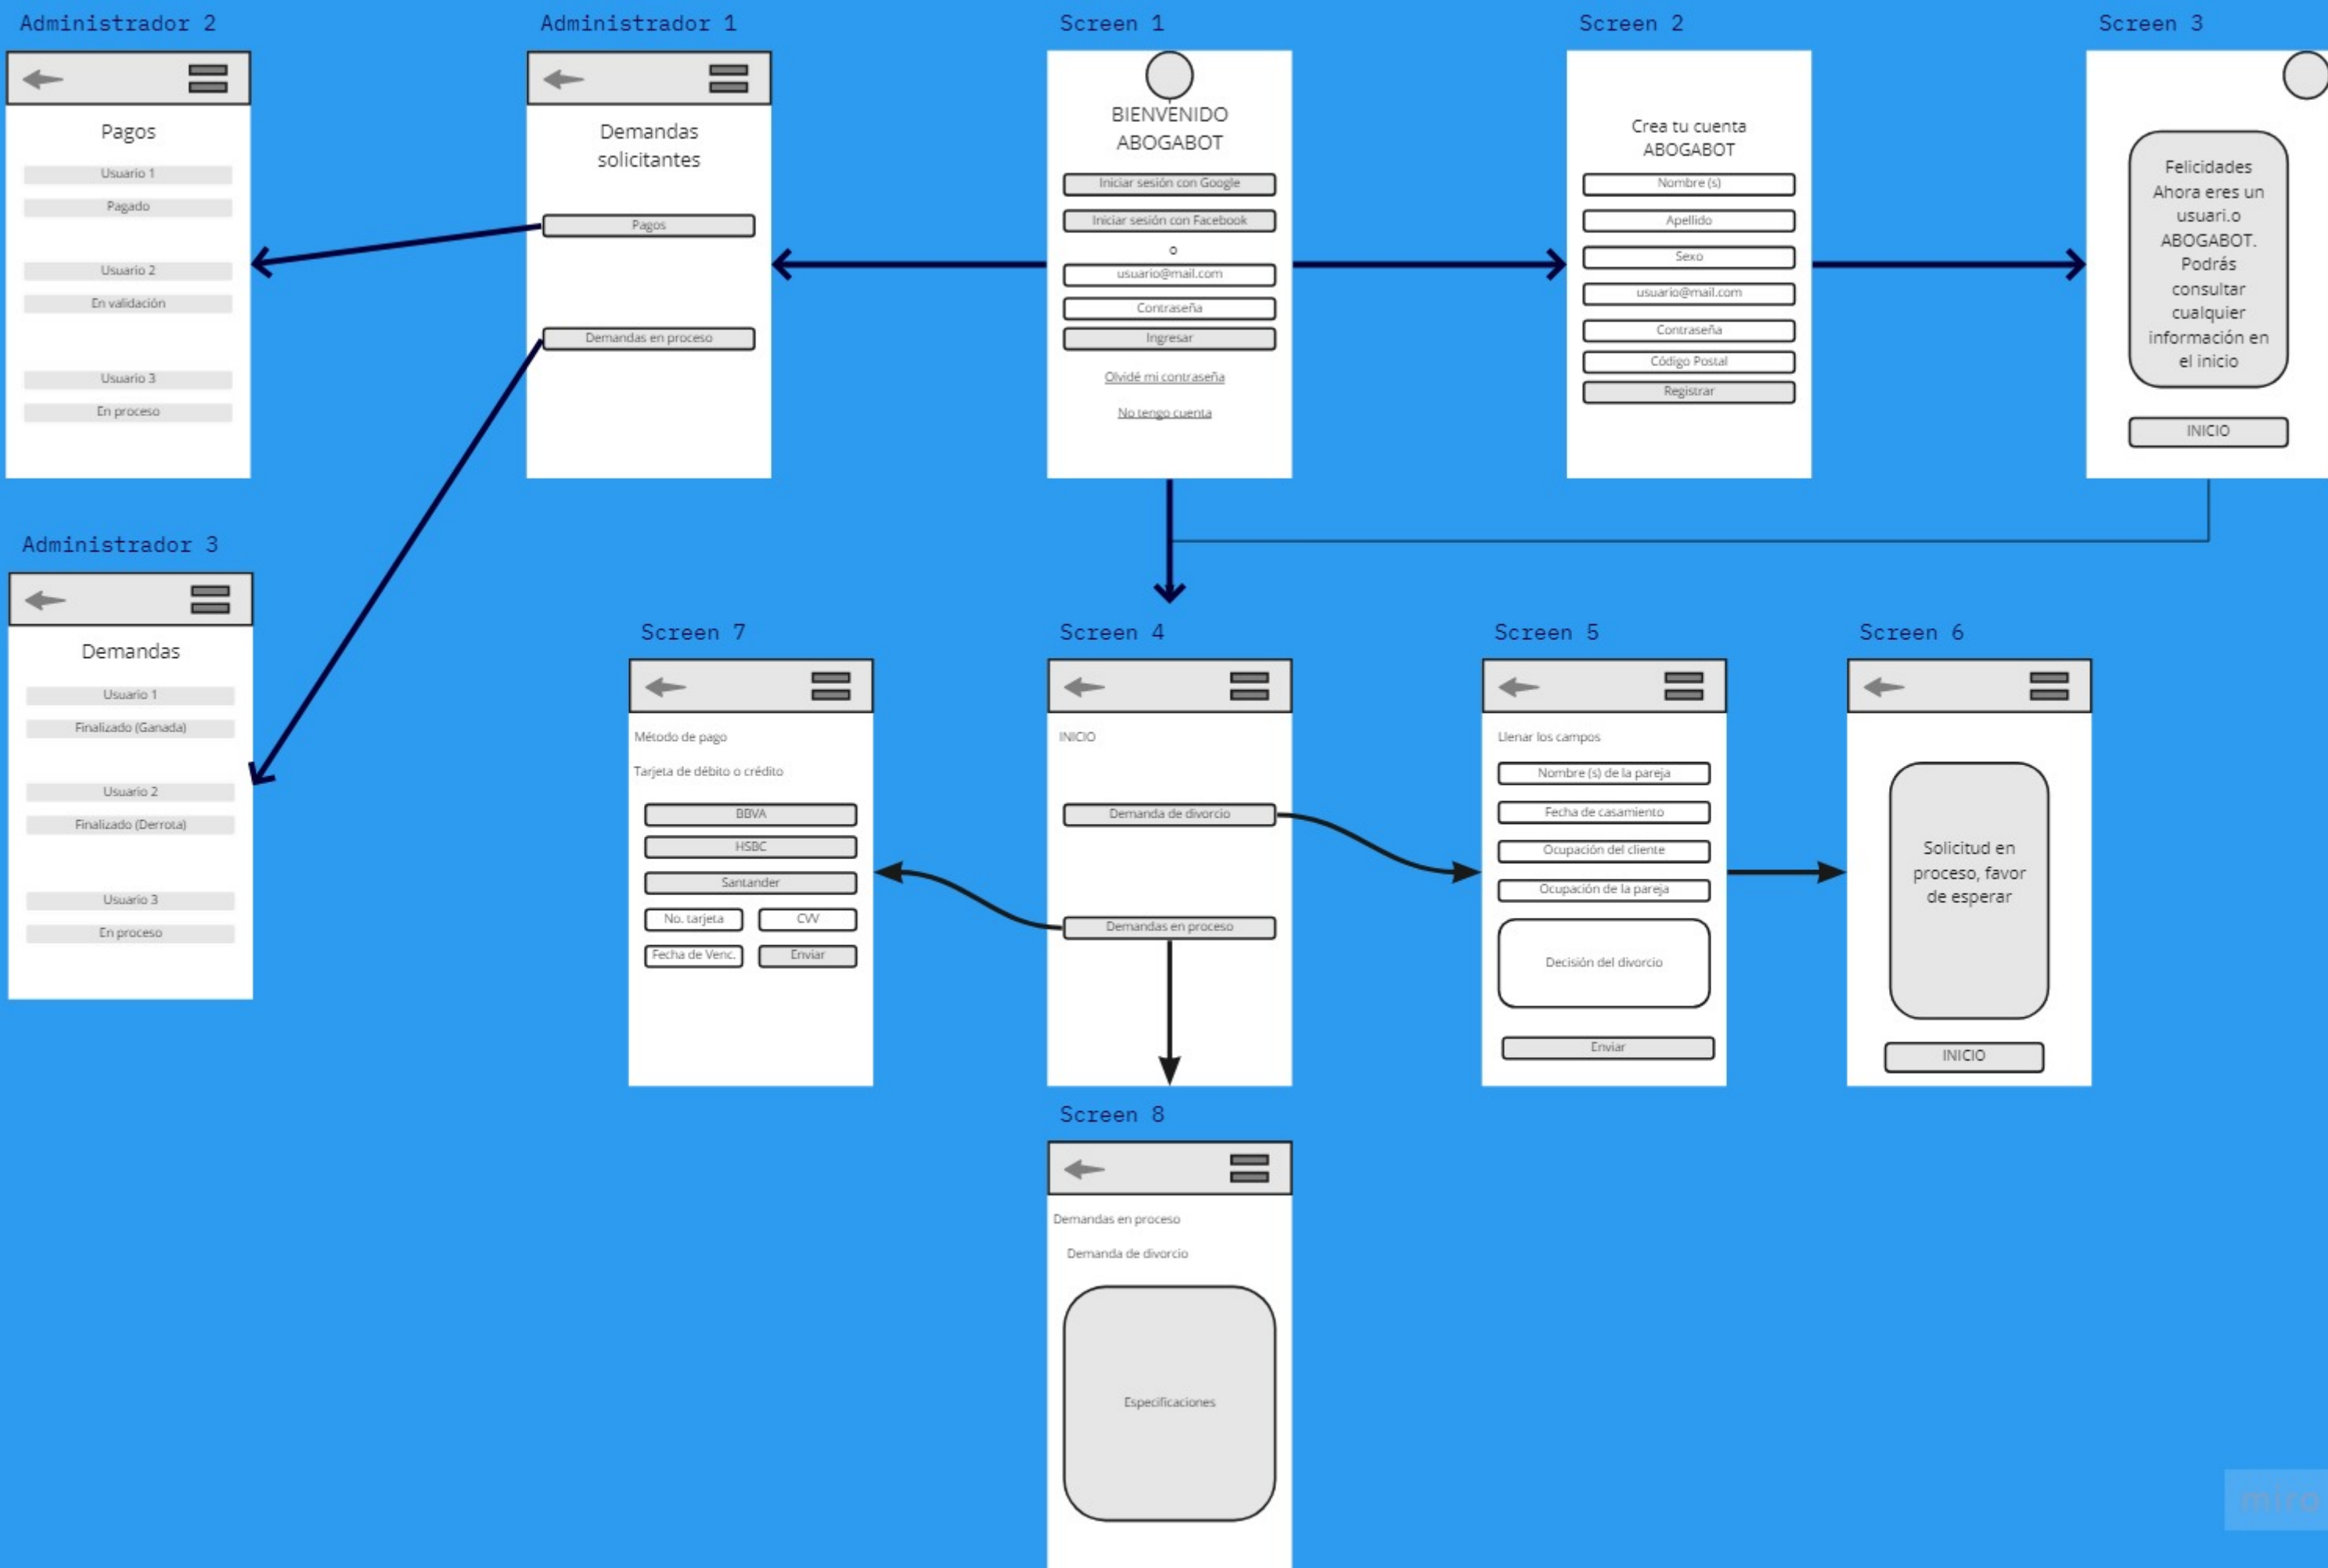 Administrador 2
Pagos
Usuario 1
Pagado
Usuario 2
En validación
Usuario 3
En proceso
Administrador 1
Demandas
solicitantes
Pagos
Demandas en proceso
Screen 1
BIENVENIDO
ABOGABOT
Iniciar sesión con Google
Iniciar sesión con Facebook
o
usuario@mail.com
Contraseña
Ingresar
Olvidé mi contraseña
No tengo cuenta
Screen 2
Crea tu cuenta
ABOGABOT
Nombre (s)
Apellido
Sexo
usuario@mail.com
Contraseña
Código Postal
Registrar
Screen 3
Felicidades
Ahora eres un
usuari.o
ABOGABOT.
Podrás
consultar
cualquier
información en
el inicio
INICIO
Administrador 3
Demandas
Usuario 1
Finalizado (Ganada)
Usuario 2
Finalizado (Derrota)
Usuario 3
En proceso
Screen 7
Método de pago
Tarjeta de débito o crédito
BBVA
HSBC
Santander
No. tarjeta
CVV
Fecha de Venc.
Enviar
Screen 4
INICIO
Demanda de divorcio
Demandas en proceso
Screen 5
Llenar los campos
Nombre (s) de la pareja
Fecha de casamiento
Ocupación del cliente
Ocupación de la pareja
Decisión del divorcio
Enviar
Screen 6
Solicitud en
proceso, favor
de esperar
INICIO
Screen 8
Demandas en proceso
Demanda de divorcio
Especificaciones
miro